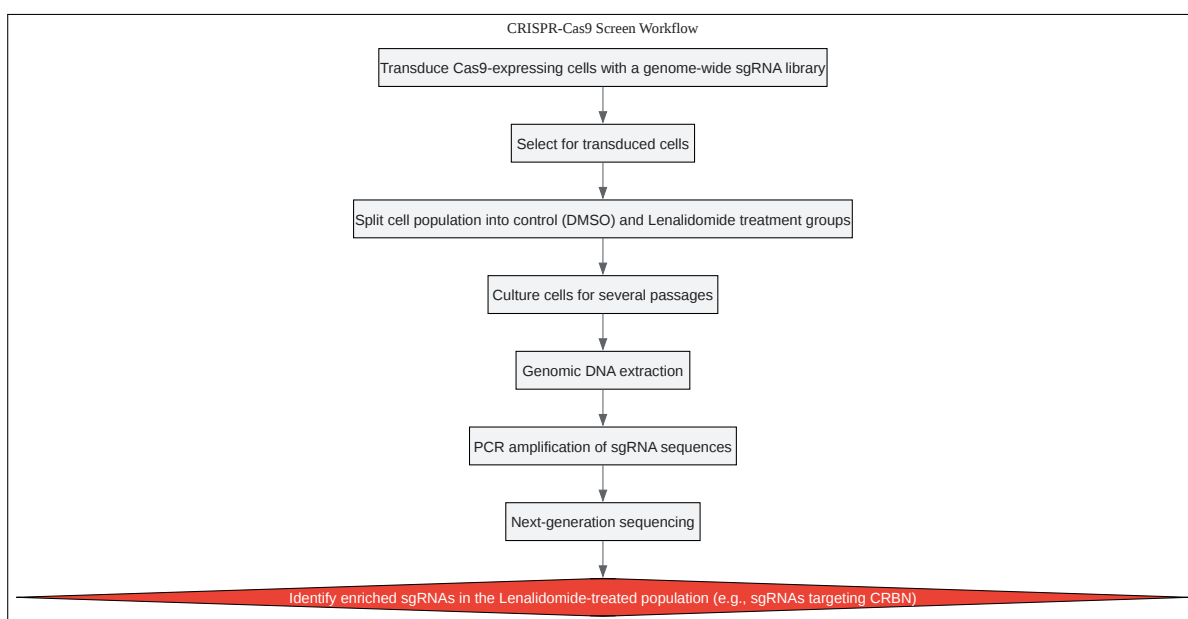 CRISPR-Cas9 Screen Workflow
Transduce Cas9-expressing cells with a genome-wide sgRNA library
Select for transduced cells
Split cell population into control (DMSO) and Lenalidomide treatment groups
Culture cells for several passages
Genomic DNA extraction
PCR amplification of sgRNA sequences
Next-generation sequencing
Identify enriched sgRNAs in the Lenalidomide-treated population (e.g., sgRNAs targeting CRBN)